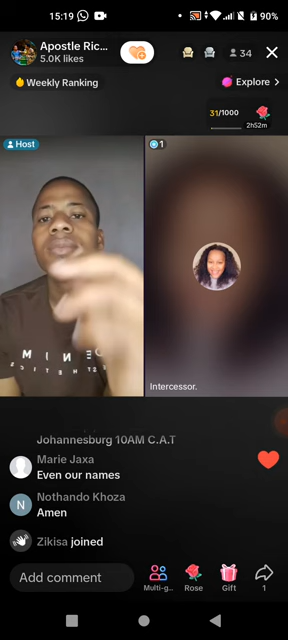 15:19
90%
Apostle Ric...
5.0K likes
34
Weekly Ranking
Explore >
31/1000
2h52m
Host
1
Intercessor.
Johannesburg 10AM C.A.T
Marie Jaxa
Even our names
N
Nothando Khoza
Amen
Zikisa joined
Add comment
Multi-g...
Rose
Gift
1